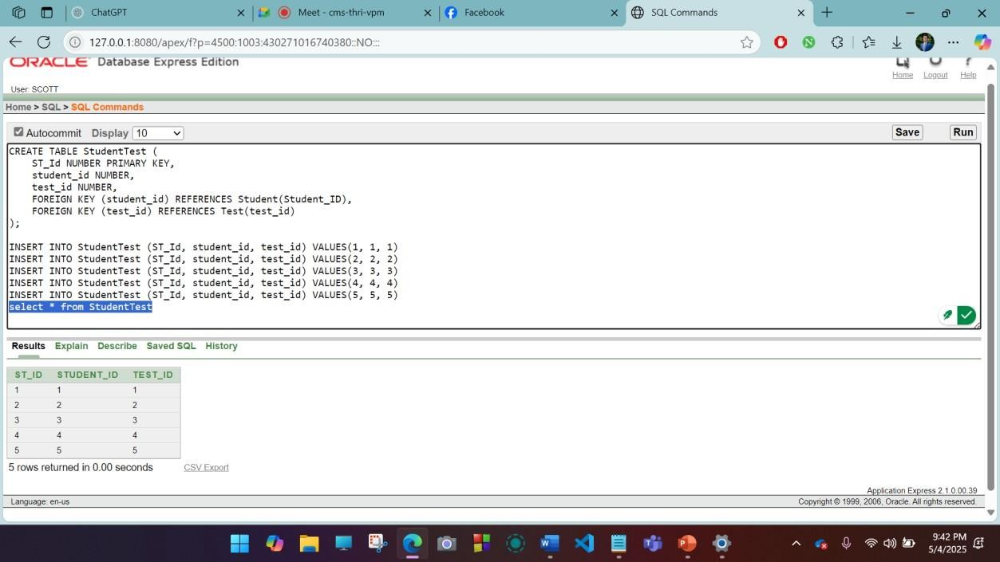 ChatGPT
Meet - cms-thri-vpm
Facebook
SQL Commands
127.0.0.1:8080/apex/f?p=4500:1003:430271016740380::NO:::
ORACLE Database Express Edition
Home
Logout
Help
User: SCOTT
Home > SQL > SQL Commands
Autocommit Display 10
Save
Run
CREATE TABLE StudentTest (
    ST_Id NUMBER PRIMARY KEY,
    student_id NUMBER,
    test_id NUMBER,
    FOREIGN KEY (student_id) REFERENCES Student(Student_ID),
    FOREIGN KEY (test_id) REFERENCES Test(test_id)
);
INSERT INTO StudentTest (ST_Id, student_id, test_id) VALUES(1, 1, 1)
INSERT INTO StudentTest (ST_Id, student_id, test_id) VALUES(2, 2, 2)
INSERT INTO StudentTest (ST_Id, student_id, test_id) VALUES(3, 3, 3)
INSERT INTO StudentTest (ST_Id, student_id, test_id) VALUES(4, 4, 4)
INSERT INTO StudentTest (ST_Id, student_id, test_id) VALUES(5, 5, 5)
select * from StudentTest
Results Explain Describe Saved SQL History
ST_ID STUDENT_ID TEST_ID
1 1 1
2 2 2
3 3 3
4 4 4
5 5 5
5 rows returned in 0.00 seconds
CSV Export
Application Express 2.1.0.00.39
Language: en-us
Copyright © 1999, 2006, Oracle. All rights reserved.
9:42 PM
5/4/2025